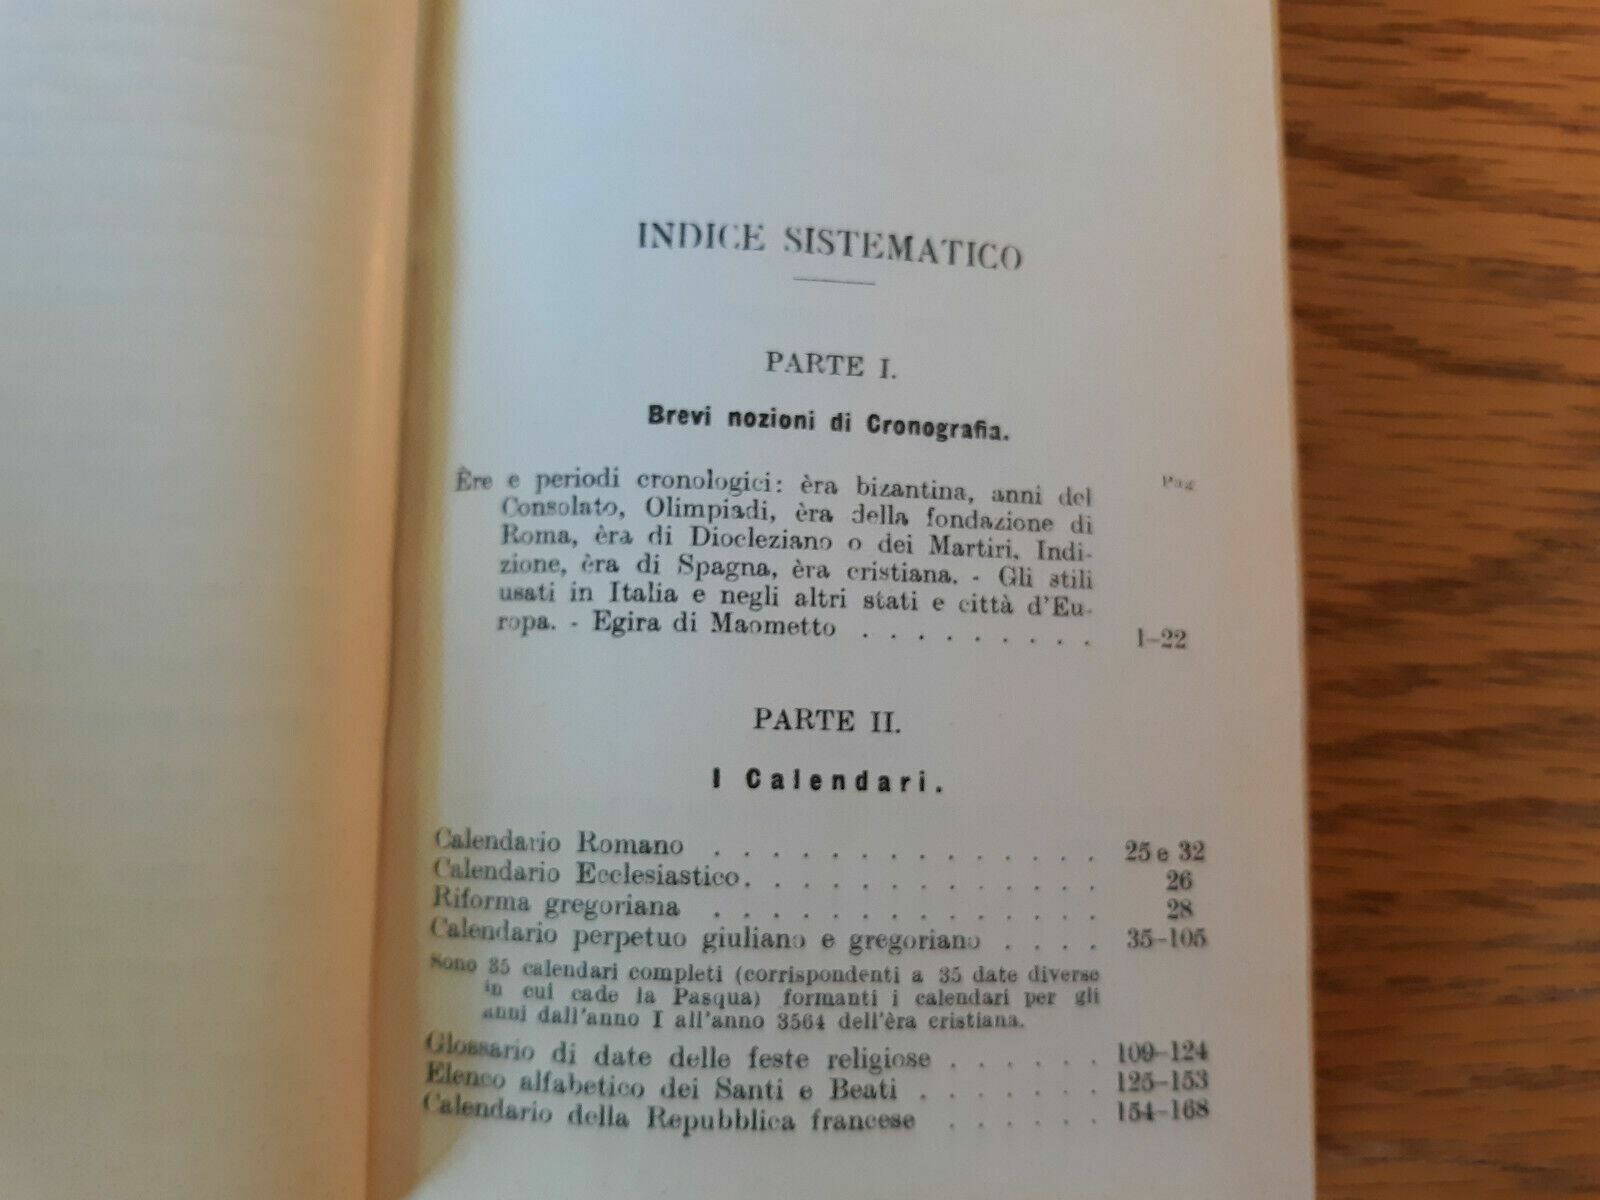 INDICE SISTEMATICO
PARTE I.
Brevi nozioni di Cronografia.
Pag
Ère e periodi cronologici: èra bizantina, anni del
Consolato, Olimpiadi, èra della fondazione di
Roma, èra di Diocleziano o dei Martiri, Indi-
zione, èra di Spagna, èra cristiana. - Gli stili
usati in Italia e negli altri stati e città d'Eu-
ropa. - Egira di Maometto . . . . . . . . . 1-22
PARTE II.
I Calendari.
Calendario Romano . . . . . . . . . . . . . . 25 e 32
Calendario Ecclesiastico. . . . . . . . . . . . . 26
Riforma gregoriana . . . . . . . . . . . . . . 28
Calendario perpetuo giuliano e gregoriano . . . . 35-105
Sono 35 calendari completi (corrispondenti a 35 date diverse
in cui cade la Pasqua) formanti i calendari per gli
anni dall'anno I all'anno 3564 dell'èra cristiana.
Glossario di date delle feste religiose . . . . . . 109-124
Elenco alfabetico dei Santi e Beati . . . . . . . 125-153
Calendario della Repubblica francese . . . . . . 154-168